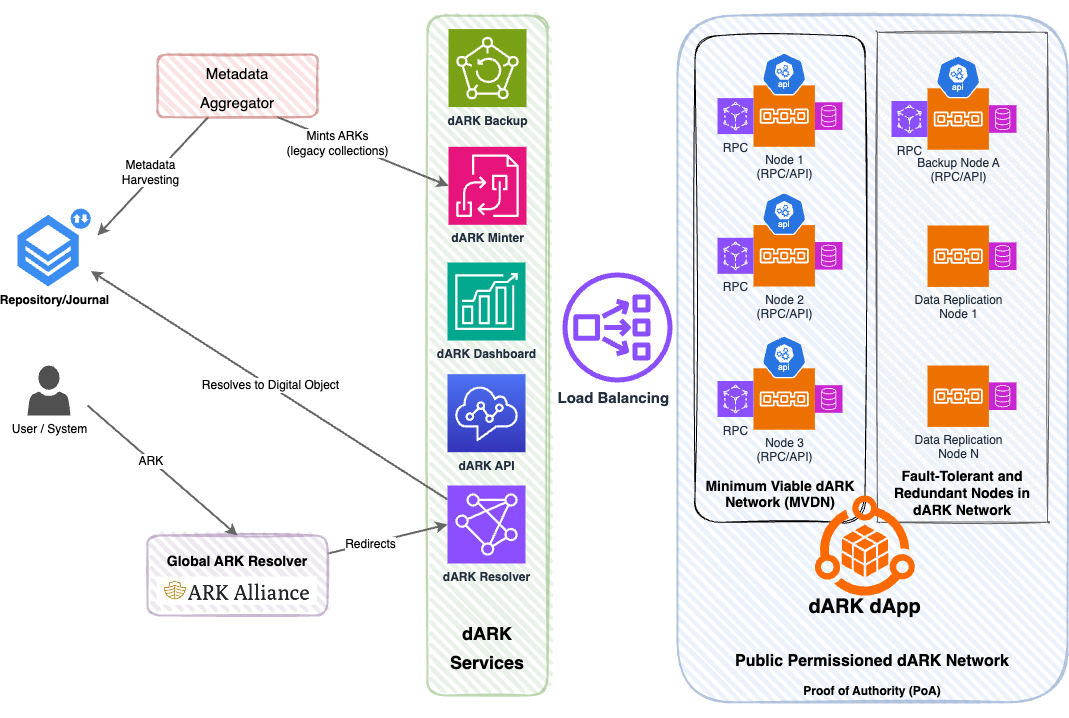 Metadata
Aggregator
Mints ARKs
(legacy collections)
Metadata
Harvesting
Repository/Journal
Resolves to Digital Object
User / System
ARK
Global ARK Resolver
ARK Alliance
Redirects
dARK Backup
dARK Minter
dARK Dashboard
dARK API
dARK Resolver
dARK
Services
Load Balancing
api
RPC
Node 1
(RPC/API)
api
RPC
Node 2
(RPC/API)
api
RPC
Node 3
(RPC/API)
Minimum Viable dARK
Network (MVDN)
api
RPC
Backup Node A
(RPC/API)
Data Replication
Node 1
Data Replication
Node N
Fault-Tolerant and
Redundant Nodes in
dARK Network
dARK dApp
Public Permissioned dARK Network
Proof of Authority (PoA)